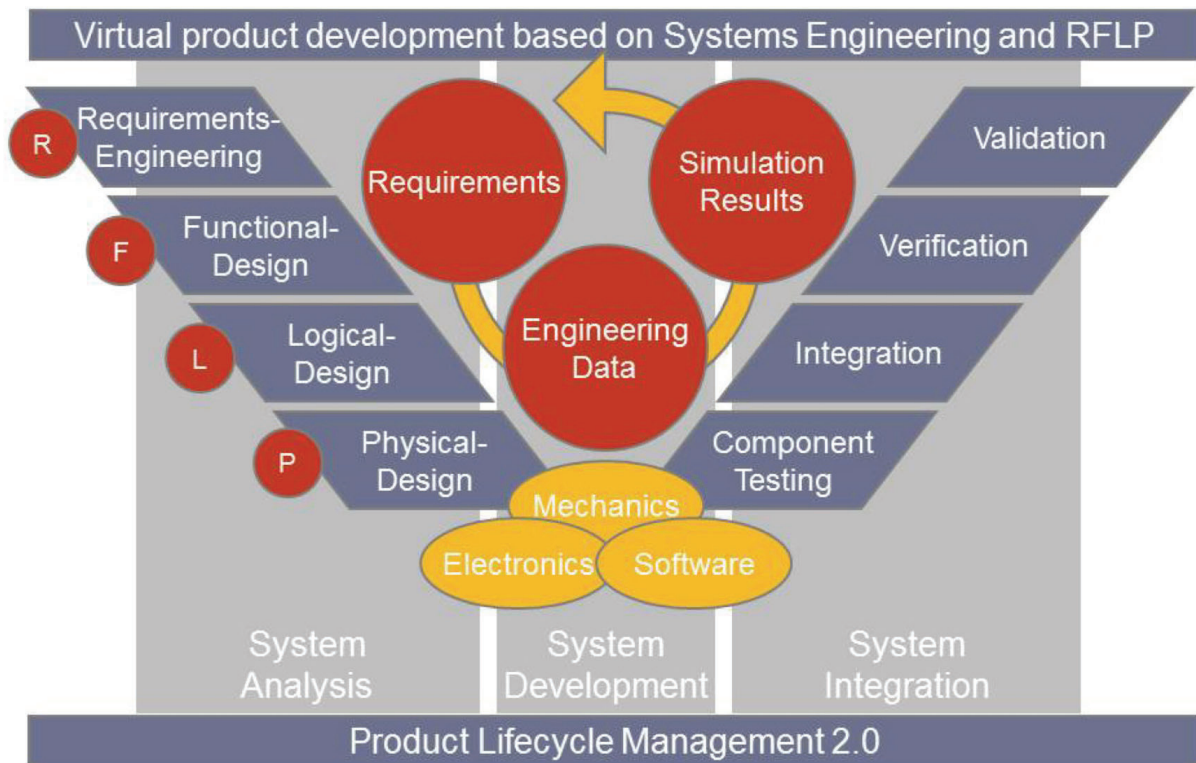 Virtual product development based on Systems Engineering and RFLP
R
Requirements-
Engineering
F
Functional-
Design
L
Logical-
Design
P
Physical-
Design
Requirements
Simulation
Results
Engineering
Data
Mechanics
Electronics
Software
Validation
Verification
Integration
Component
Testing
System
Analysis
System
Development
System
Integration
Product Lifecycle Management 2.0